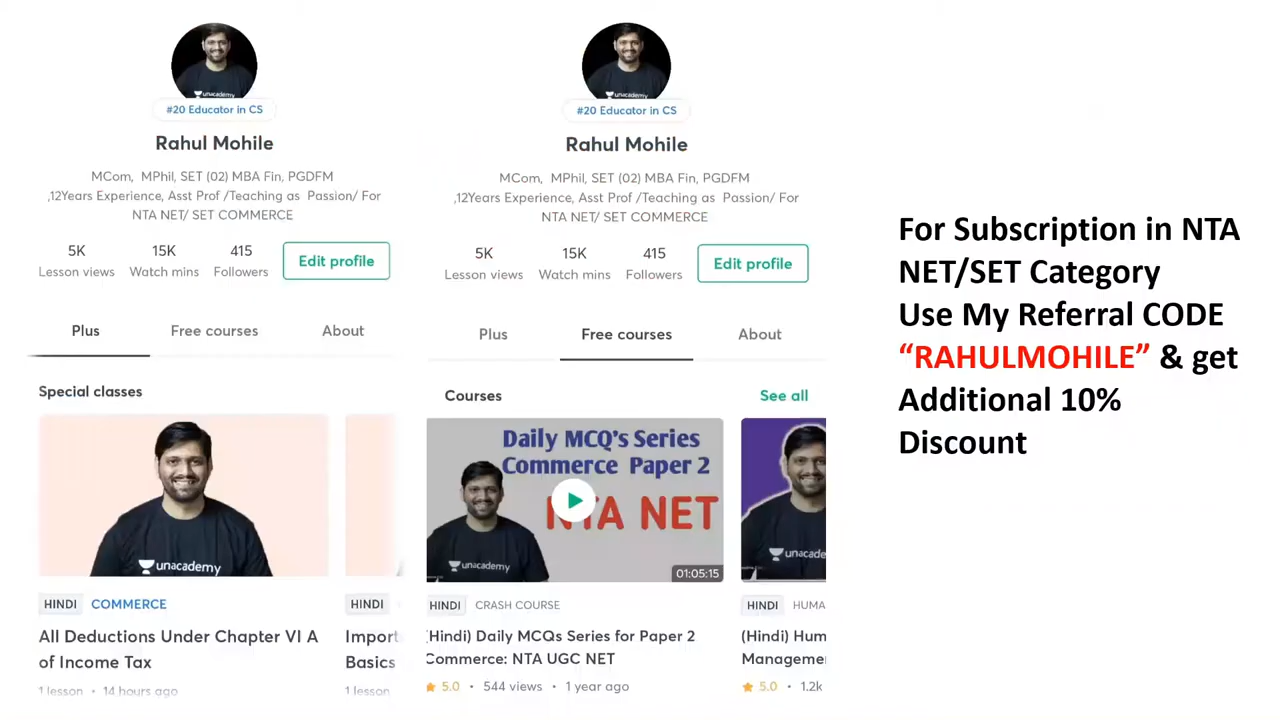 unacademy
#20 Educator in CS
Rahul Mohile
MCom, MPhil, SET (02) MBA Fin, PGDFM
,12Years Experience, Asst Prof /Teaching as Passion/ For
NTA NET/ SET COMMERCE
5K 15K 415
Lesson views Watch mins Followers
Edit profile
Plus Free courses About
Special classes
unacademy
HINDI COMMERCE
All Deductions Under Chapter VI A
of Income Tax
1 lesson • 14 hours ago
HINDI
Import
Basics
1 lesson
unacademy
#20 Educator in CS
Rahul Mohile
MCom, MPhil, SET (02) MBA Fin, PGDFM
,12Years Experience, Asst Prof /Teaching as Passion/ For
NTA NET/ SET COMMERCE
5K 15K 415
Lesson views Watch mins Followers
Edit profile
Plus Free courses About
Courses See all
Daily MCQ's Series
Commerce Paper 2
NTA NET
unacademy
01:05:15
HINDI CRASH COURSE
(Hindi) Daily MCQs Series for Paper 2
Commerce: NTA UGC NET
5.0 • 544 views • 1 year ago
unacade
HINDI HUMA
(Hindi) Hum
Manageme
5.0 • 1.2k
For Subscription in NTA
NET/SET Category
Use My Referral CODE
“RAHULMOHILE” & get
Additional 10%
Discount